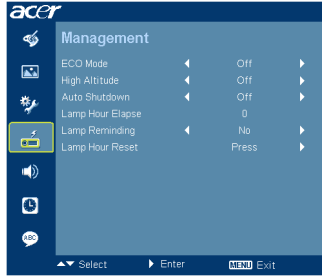 acer
Management
ECO Mode Off
High Altitude Off
Auto Shutdown Off
Lamp Hour Elapse 0
Lamp Reminding No
Lamp Hour Reset Press
ABC
Select Enter MENU Exit